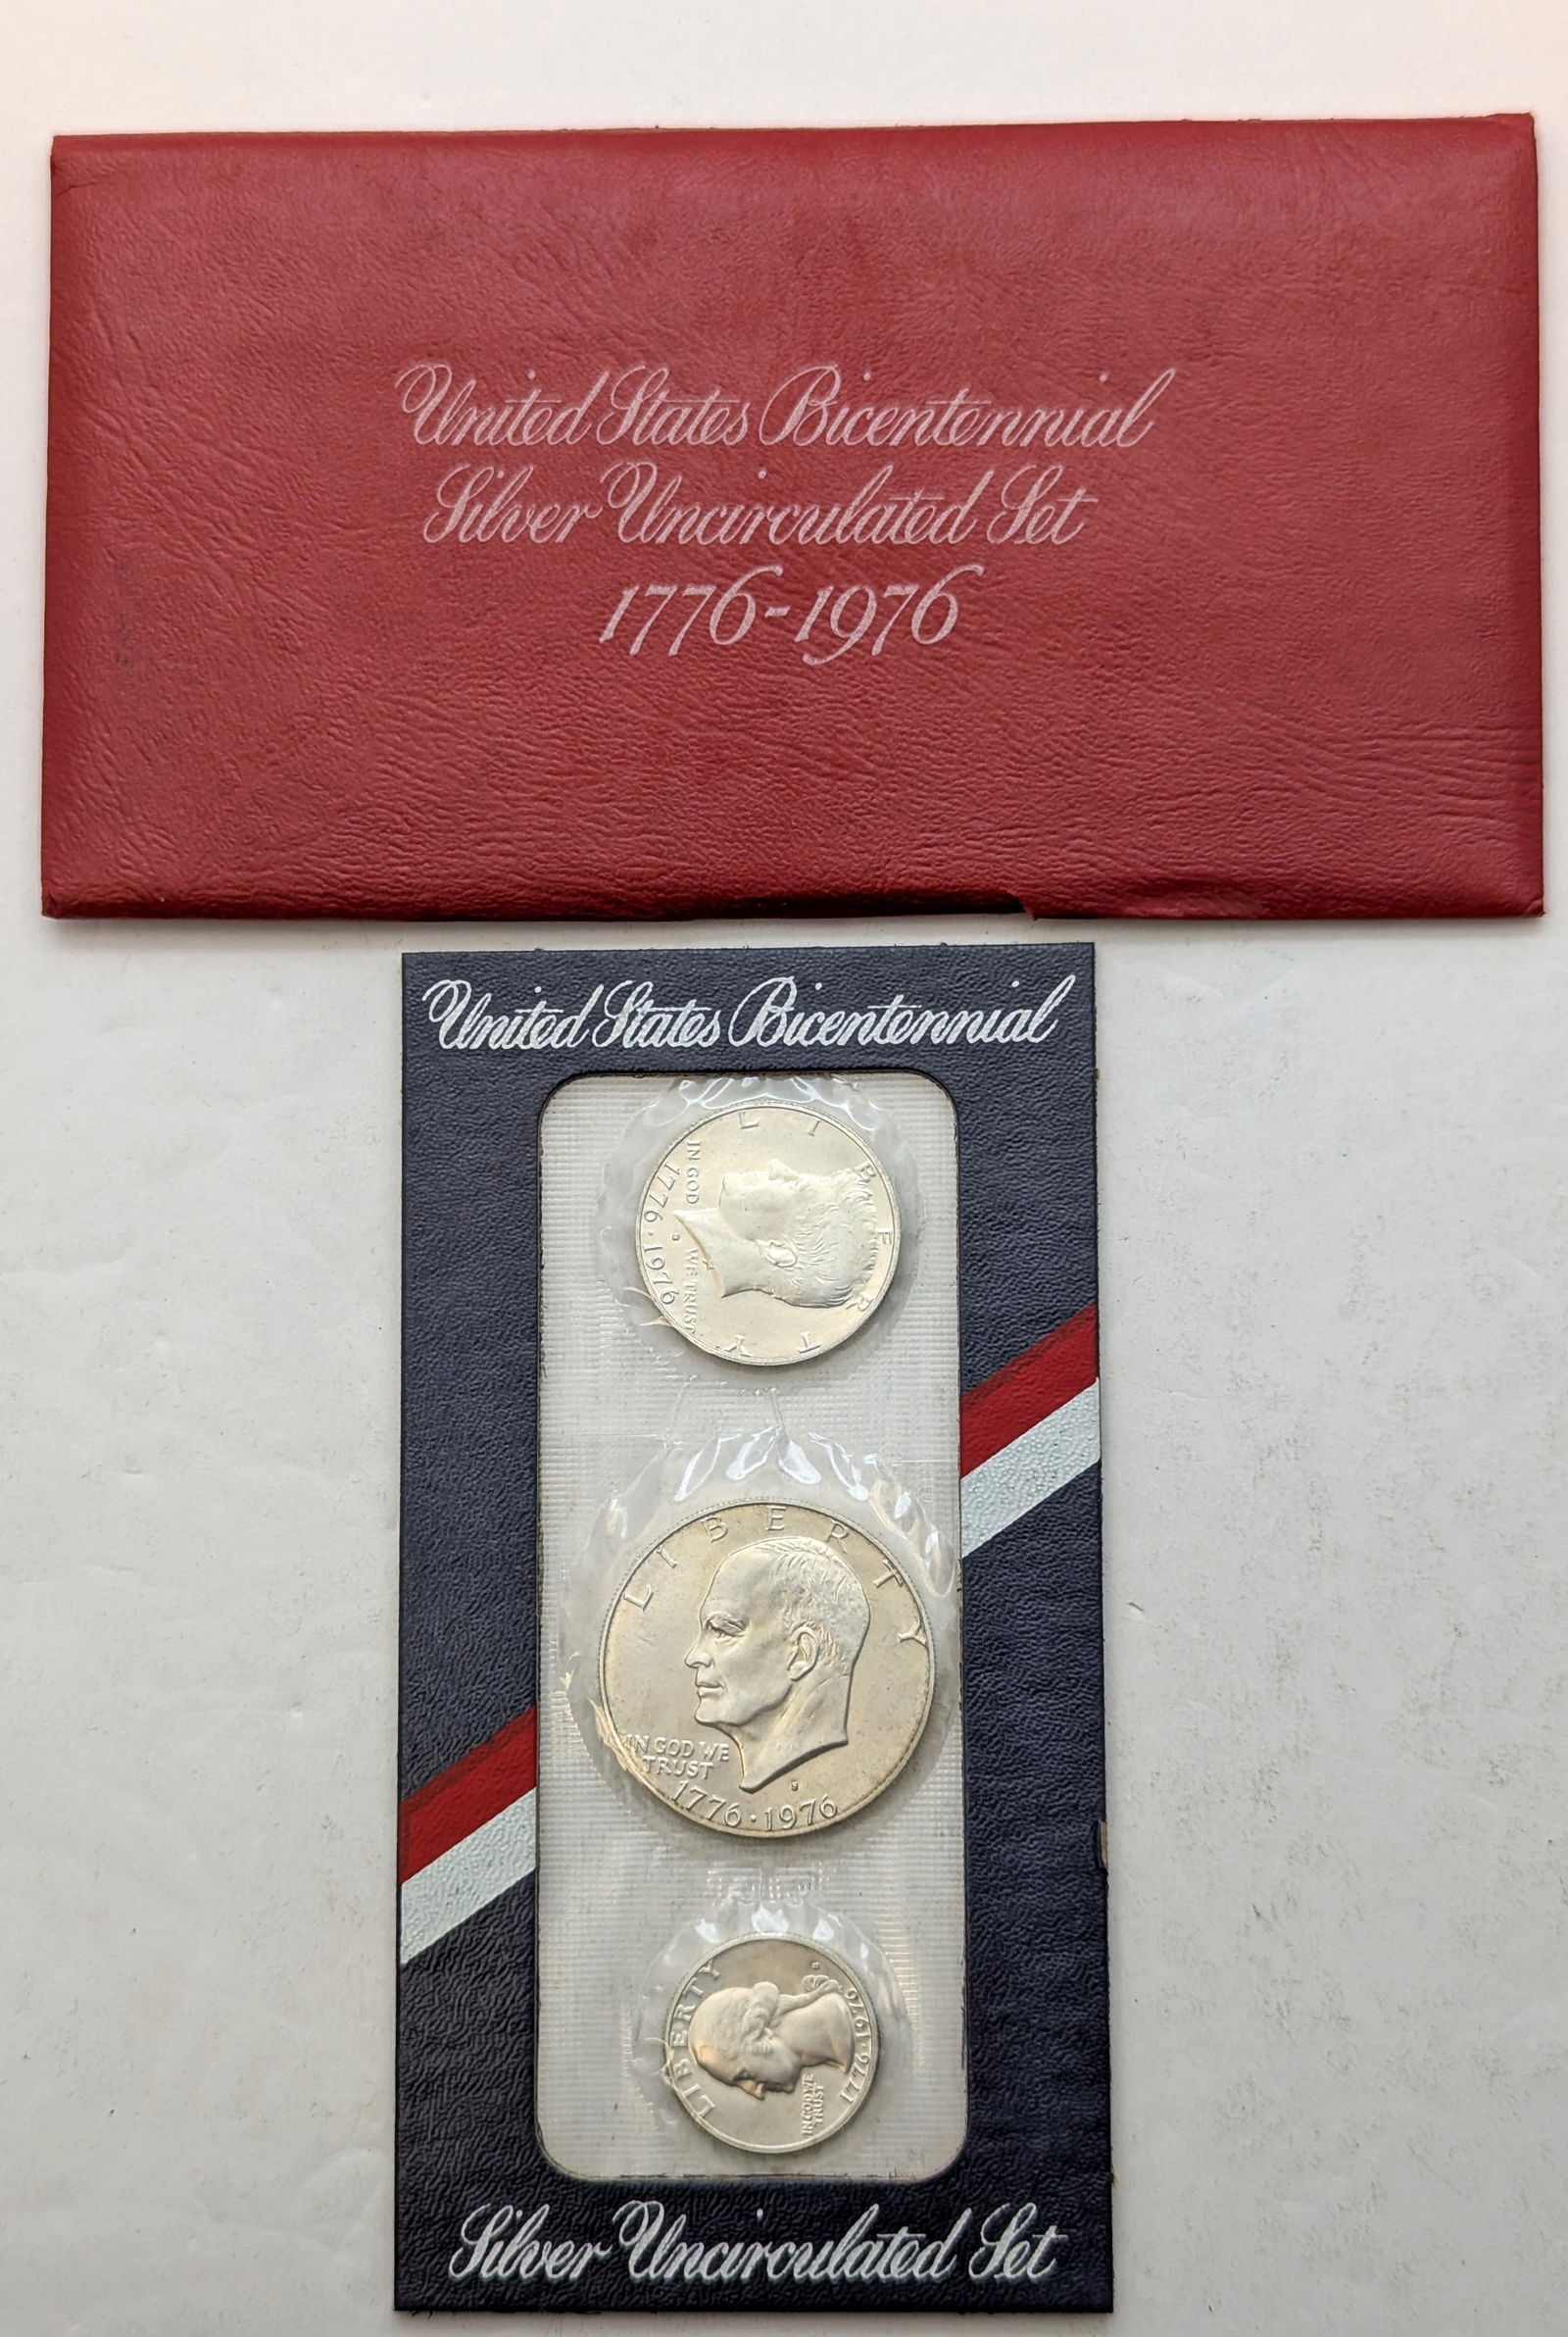 United States Bicentennial
Silver Uncirculated Set
1776-1976
United States Bicentennial
LIBERTY
IN GOD WE TRUST
1776·1976
LIBERTY
IN GOD WE
TRUST
S
1776·1976
LIBERTY
IN GOD WE
TRUST
1776·1976
Silver Uncirculated Set